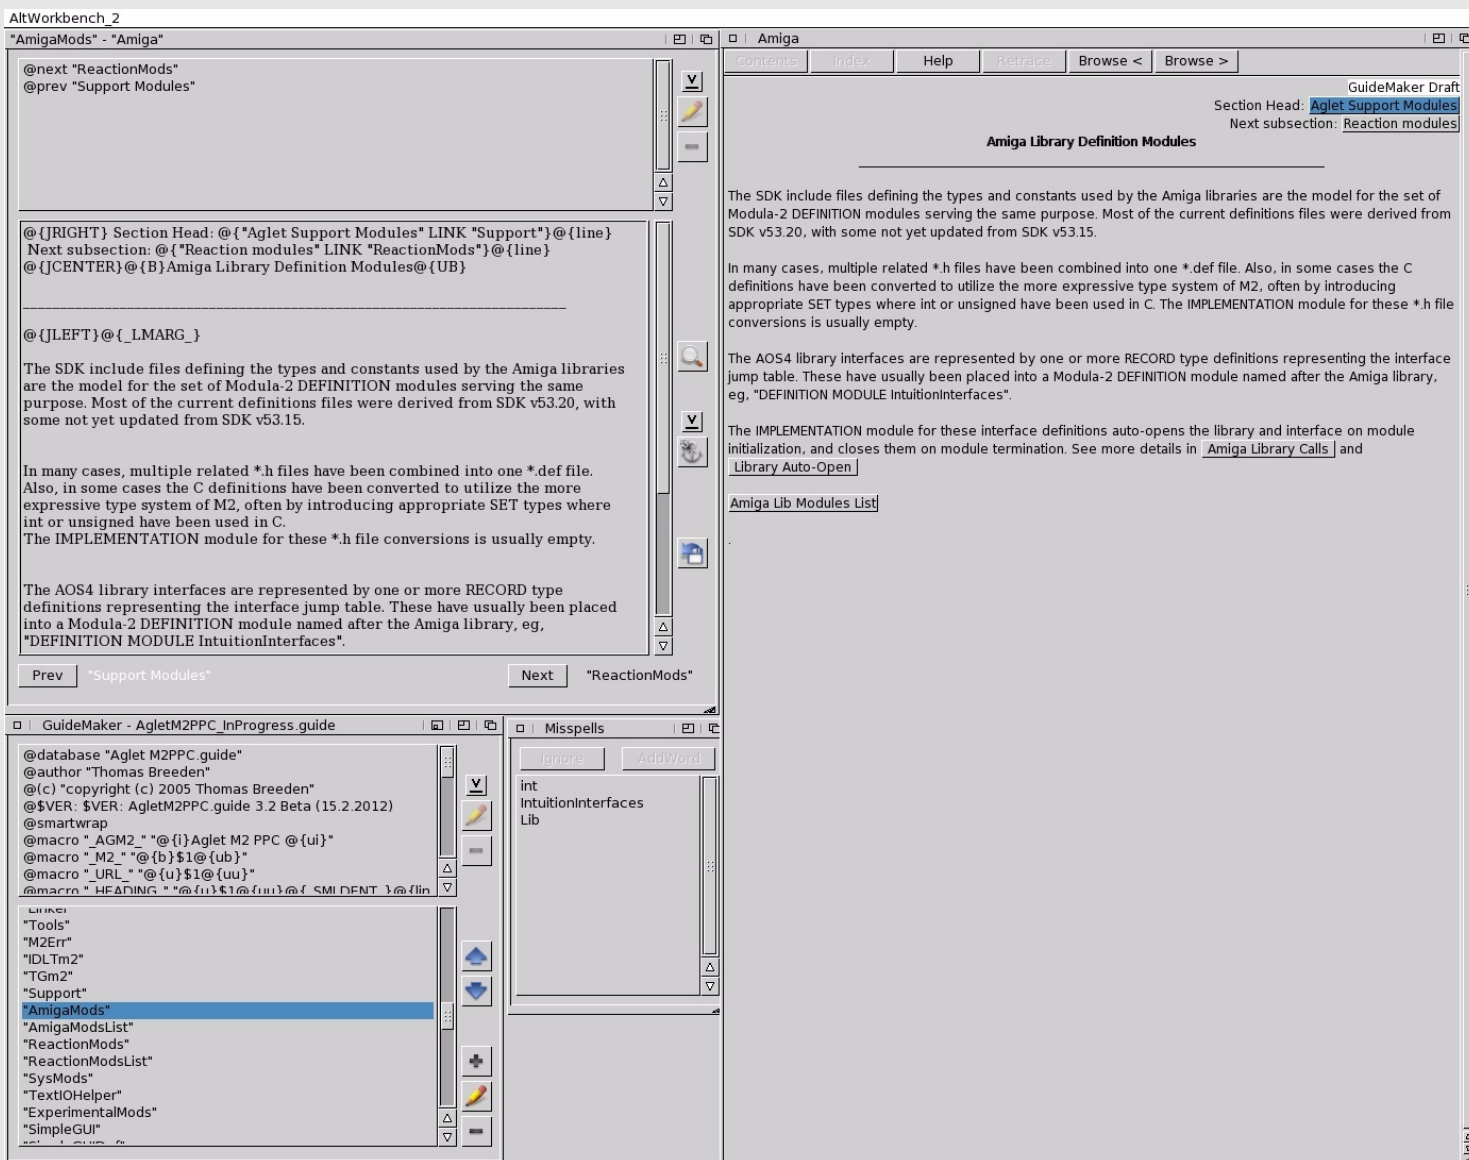 AltWorkbench_2
"AmigaMods" - "Amiga"
@next "ReactionMods"
@prev "Support Modules"
@{JRIGHT} Section Head: @{"Aglet Support Modules" LINK "Support"}@{line}
Next subsection: @{"Reaction modules" LINK "ReactionMods"}@{line}
@{JCENTER}@{B}Amiga Library Definition Modules@{UB}
________________________________________________________________________
@{JLEFT}@{_LMARG_}
The SDK include files defining the types and constants used by the Amiga libraries
are the model for the set of Modula-2 DEFINITION modules serving the same
purpose. Most of the current definitions files were derived from SDK v53.20, with
some not yet updated from SDK v53.15.
In many cases, multiple related *.h files have been combined into one *.def file.
Also, in some cases the C definitions have been converted to utilize the more
expressive type system of M2, often by introducing appropriate SET types where
int or unsigned have been used in C.
The IMPLEMENTATION module for these *.h file conversions is usually empty.
The AOS4 library interfaces are represented by one or more RECORD type
definitions representing the interface jump table. These have usually been placed
into a Modula-2 DEFINITION module named after the Amiga library, eg,
"DEFINITION MODULE IntuitionInterfaces".
Prev "Support Modules" Next "ReactionMods"
GuideMaker - AgletM2PPC_InProgress.guide
@database "Aglet M2PPC.guide"
@author "Thomas Breeden"
@(c) "copyright (c) 2005 Thomas Breeden"
@$VER: $VER: AgletM2PPC.guide 3.2 Beta (15.2.2012)
@smartwrap
@macro "_AGM2_" "@{i}Aglet M2 PPC @{ui}"
@macro "_M2_" "@{b}$1@{ub}"
@macro "_URL_" "@{u}$1@{uu}"
@macro "_HEADING_" "@{u}$1@{uu}@{_SMLDENT_}@{lin
"Linker"
"Tools"
"M2Err"
"IDLTm2"
"TGm2"
"Support"
"AmigaMods"
"AmigaModsList"
"ReactionMods"
"ReactionModsList"
"SysMods"
"TextIOHelper"
"ExperimentalMods"
"SimpleGUI"
Misspells
Ignore AddWord
int
IntuitionInterfaces
Lib
Amiga
Contents Index Help Retrace Browse < Browse >
GuideMaker Draft
Section Head: Aglet Support Modules
Next subsection: Reaction modules
Amiga Library Definition Modules
The SDK include files defining the types and constants used by the Amiga libraries are the model for the set of
Modula-2 DEFINITION modules serving the same purpose. Most of the current definitions files were derived from
SDK v53.20, with some not yet updated from SDK v53.15.
In many cases, multiple related *.h files have been combined into one *.def file. Also, in some cases the C
definitions have been converted to utilize the more expressive type system of M2, often by introducing
appropriate SET types where int or unsigned have been used in C. The IMPLEMENTATION module for these *.h file
conversions is usually empty.
The AOS4 library interfaces are represented by one or more RECORD type definitions representing the interface
jump table. These have usually been placed into a Modula-2 DEFINITION module named after the Amiga library,
eg, "DEFINITION MODULE IntuitionInterfaces".
The IMPLEMENTATION module for these interface definitions auto-opens the library and interface on module
initialization, and closes them on module termination. See more details in Amiga Library Calls and
Library Auto-Open
Amiga Lib Modules List
.